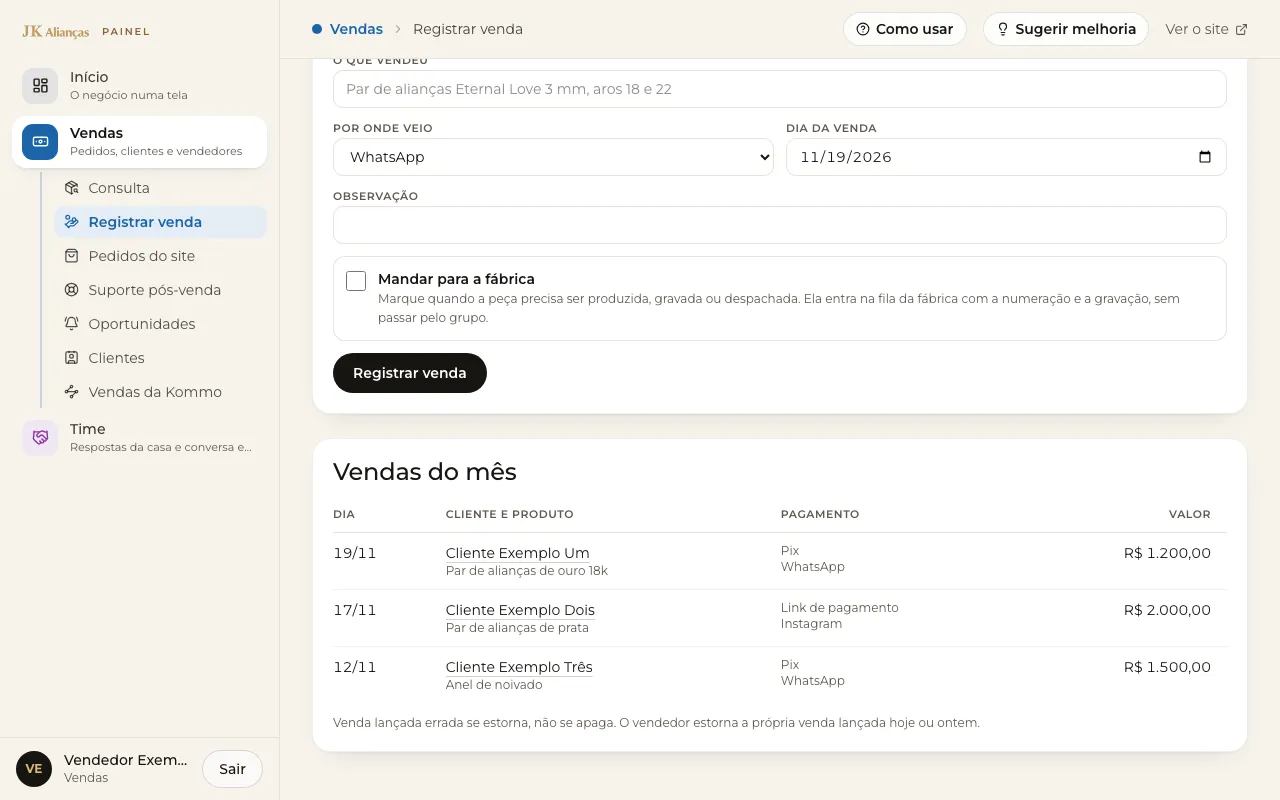 JK Alianças PAINEL
Início
O negócio numa tela
Vendas
Pedidos, clientes e vendedores
Consulta
Registrar venda
Pedidos do site
Suporte pós-venda
Oportunidades
Clientes
Vendas da Kommo
Time
Respostas da casa e conversa e...
VE
Vendedor Exem...
Vendas
Sair
Vendas
Registrar venda
Como usar
Sugerir melhoria
Ver o site
O QUE VENDEU
Par de alianças Eternal Love 3 mm, aros 18 e 22
POR ONDE VEIO
DIA DA VENDA
WhatsApp
11/19/2026
OBSERVAÇÃO
Mandar para a fábrica
Marque quando a peça precisa ser produzida, gravada ou despachada. Ela entra na fila da fábrica com a numeração e a gravação, sem
passar pelo grupo.
Registrar venda
Vendas do mês
DIA CLIENTE E PRODUTO PAGAMENTO VALOR
19/11 Cliente Exemplo Um Pix R$ 1.200,00
Par de alianças de ouro 18k WhatsApp
17/11 Cliente Exemplo Dois Link de pagamento R$ 2.000,00
Par de alianças de prata Instagram
12/11 Cliente Exemplo Três Pix R$ 1.500,00
Anel de noivado WhatsApp
Venda lançada errada se estorna, não se apaga. O vendedor estorna a própria venda lançada hoje ou ontem.